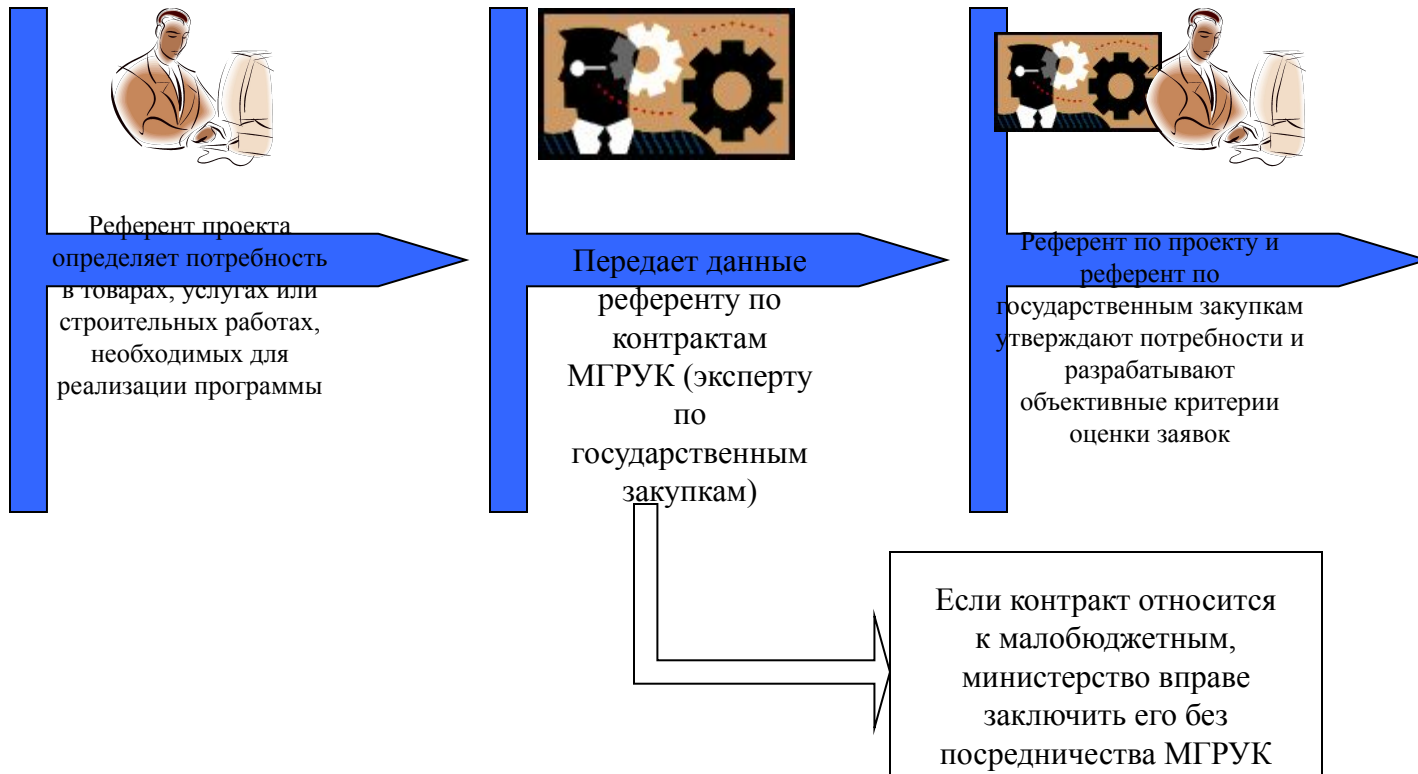 Референт проекта
определяет потребность
в товарах, услугах или
строительных работах,
необходимых для
реализации программы
Передает данные
референту по
контрактам
МГРУК (эксперту
по
государственным
закупкам)
Референт по проекту и
референт по
государственным закупкам
утверждают потребности и
разрабатывают
объективные критерии
оценки заявок
Если контракт относится
к малобюджетным,
министерство вправе
заключить его без
посредничества МГРУК